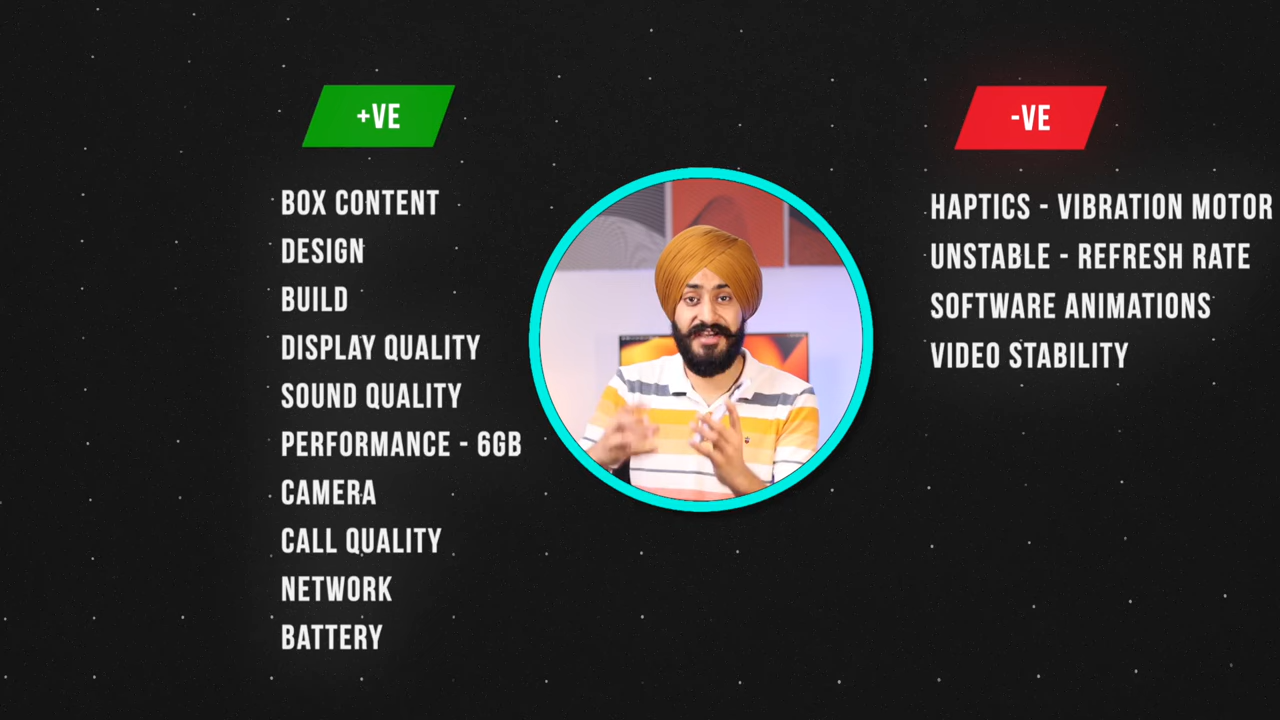 +VE
BOX CONTENT
DESIGN
BUILD
DISPLAY QUALITY
SOUND QUALITY
PERFORMANCE - 6GB
CAMERA
CALL QUALITY
NETWORK
BATTERY
-VE
HAPTICS - VIBRATION MOTOR
UNSTABLE - REFRESH RATE
SOFTWARE ANIMATIONS
VIDEO STABILITY